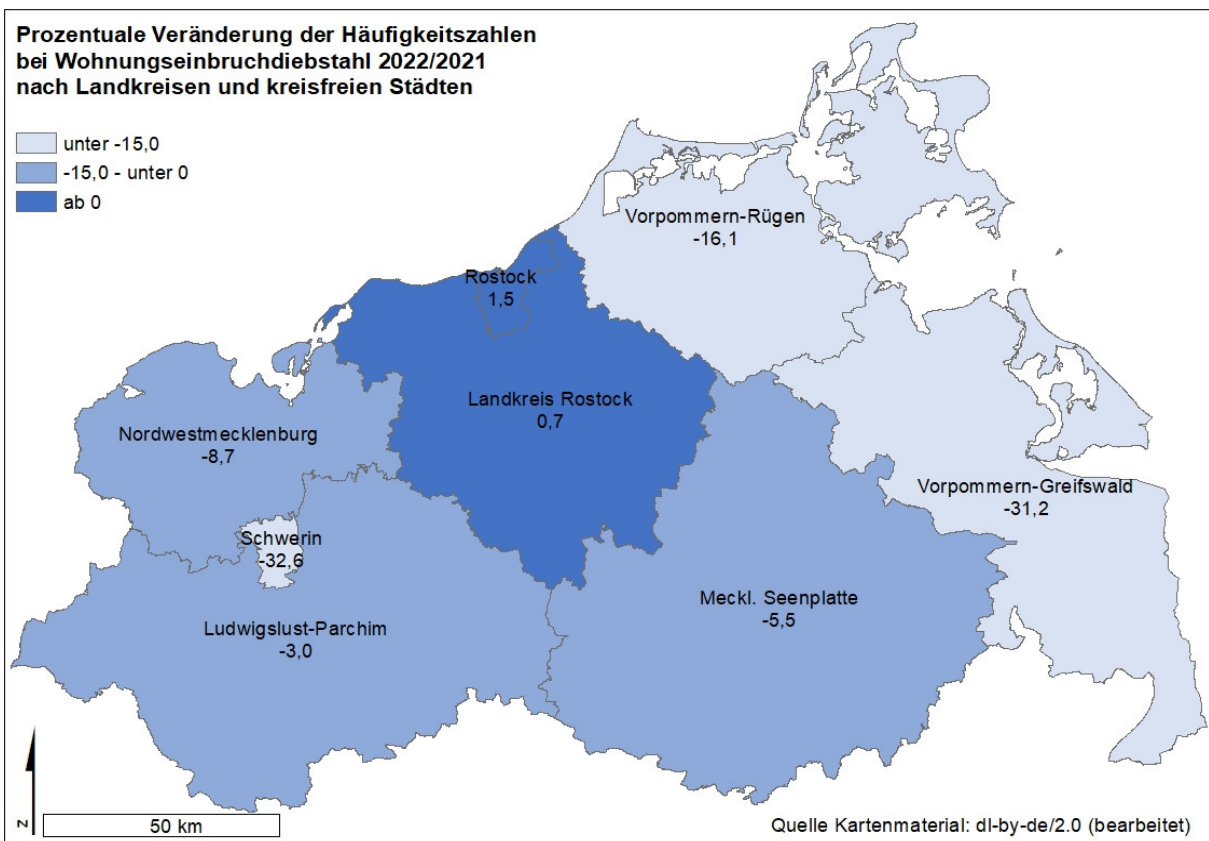 Prozentuale Veränderung der Häufigkeitszahlen
bei Wohnungseinbruchdiebstahl 2022/2021
nach Landkreisen und kreisfreien Städten
unter -15,0
-15,0 - unter 0
ab 0
Vorpommern-Rügen
-16,1
Rostock
1,5
Landkreis Rostock
0,7
Nordwestmecklenburg
-8,7
Vorpommern-Greifswald
-31,2
Schwerin
-32,6
Meckl. Seenplatte
-5,5
Ludwigslust-Parchim
-3,0
N
50 km
Quelle Kartenmaterial: dl-by-de/2.0 (bearbeitet)